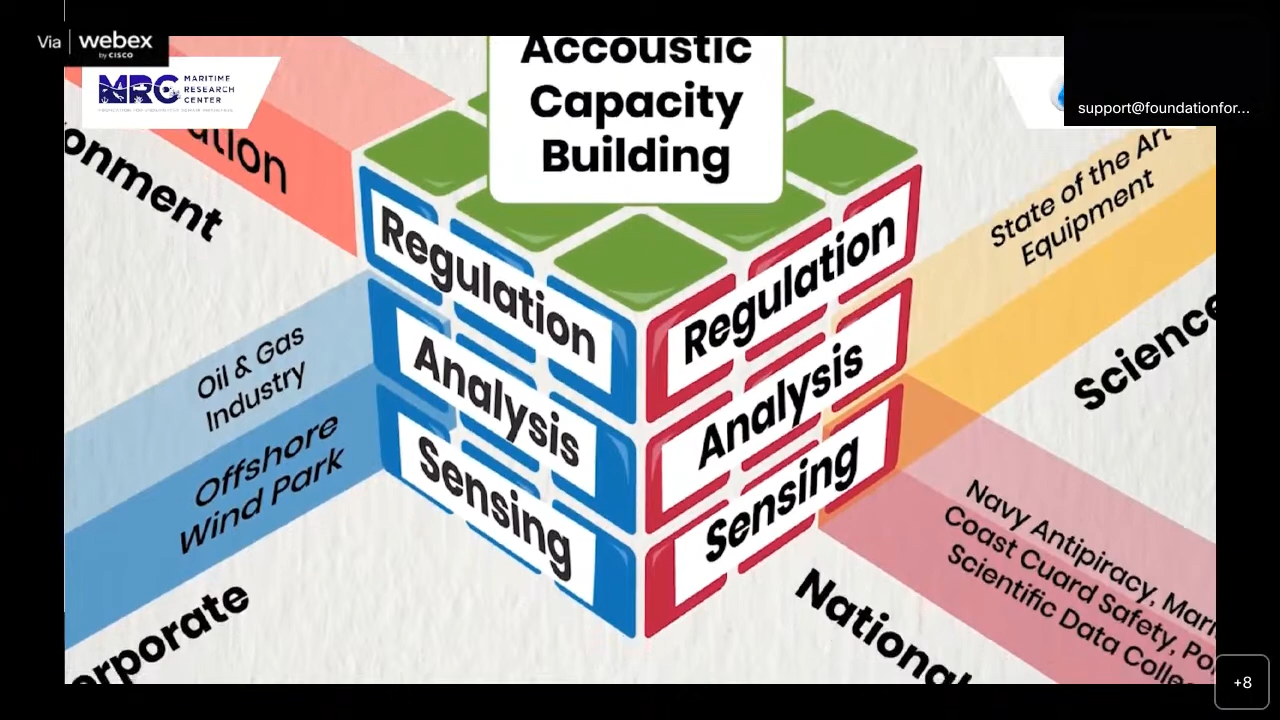 Via webex
by CISCO
MRC MARITIME
RESEARCH
CENTER
support@foundationfor...
Accoustic
Capacity
Building
Regulation
Analysis
Sensing
Regulation
Analysis
Sensing
ation
onment
State of the Art
Equipment
Science
Oil & Gas
Industry
Offshore
Wind Park
orporate
Navy Antipiracy, Mari
Coast Cuard Safety, Po
Scientific Data Colle
National
+8